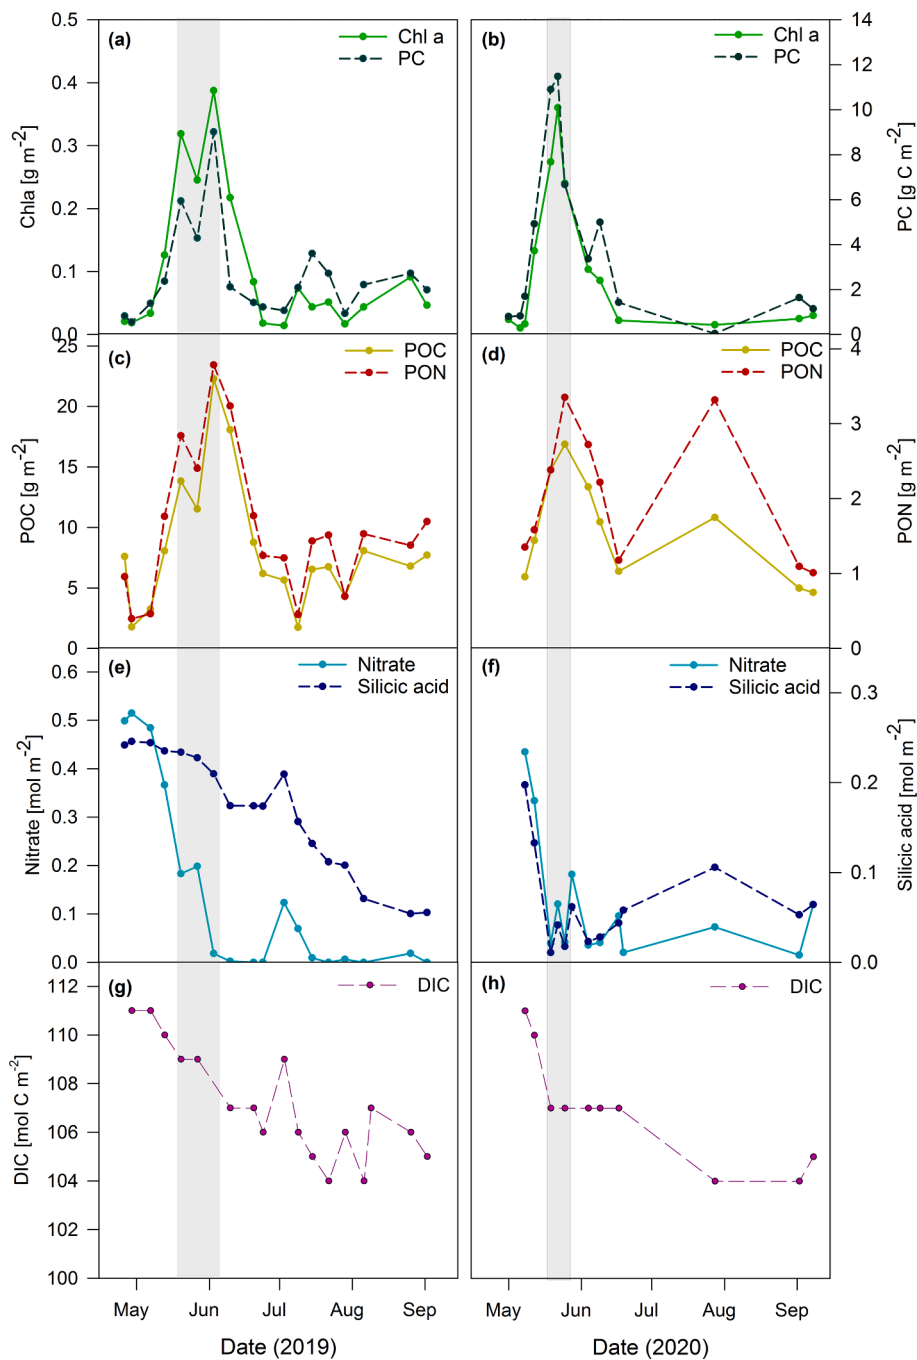 (a)
Chl a
PC
0.5
0.4
0.3
0.2
0.1
0.0
Chla [g m-2]
(b)
Chl a
PC
14
12
10
8
6
4
2
0
PC [g C m-2]
(c)
POC
PON
25
20
15
10
5
0
POC [g m-2]
(d)
POC
PON
4
3
2
1
0
PON [g m-2]
(e)
Nitrate
Silicic acid
0.6
0.5
0.4
0.3
0.2
0.1
0.0
Nitrate [mol m-2]
(f)
Nitrate
Silicic acid
0.3
0.2
0.1
0.0
Silicic acid [mol m-2]
(g)
DIC
112
110
108
106
104
102
100
DIC [mol C m-2]
(h)
DIC
May Jun Jul Aug Sep
Date (2019)
May Jun Jul Aug Sep
Date (2020)